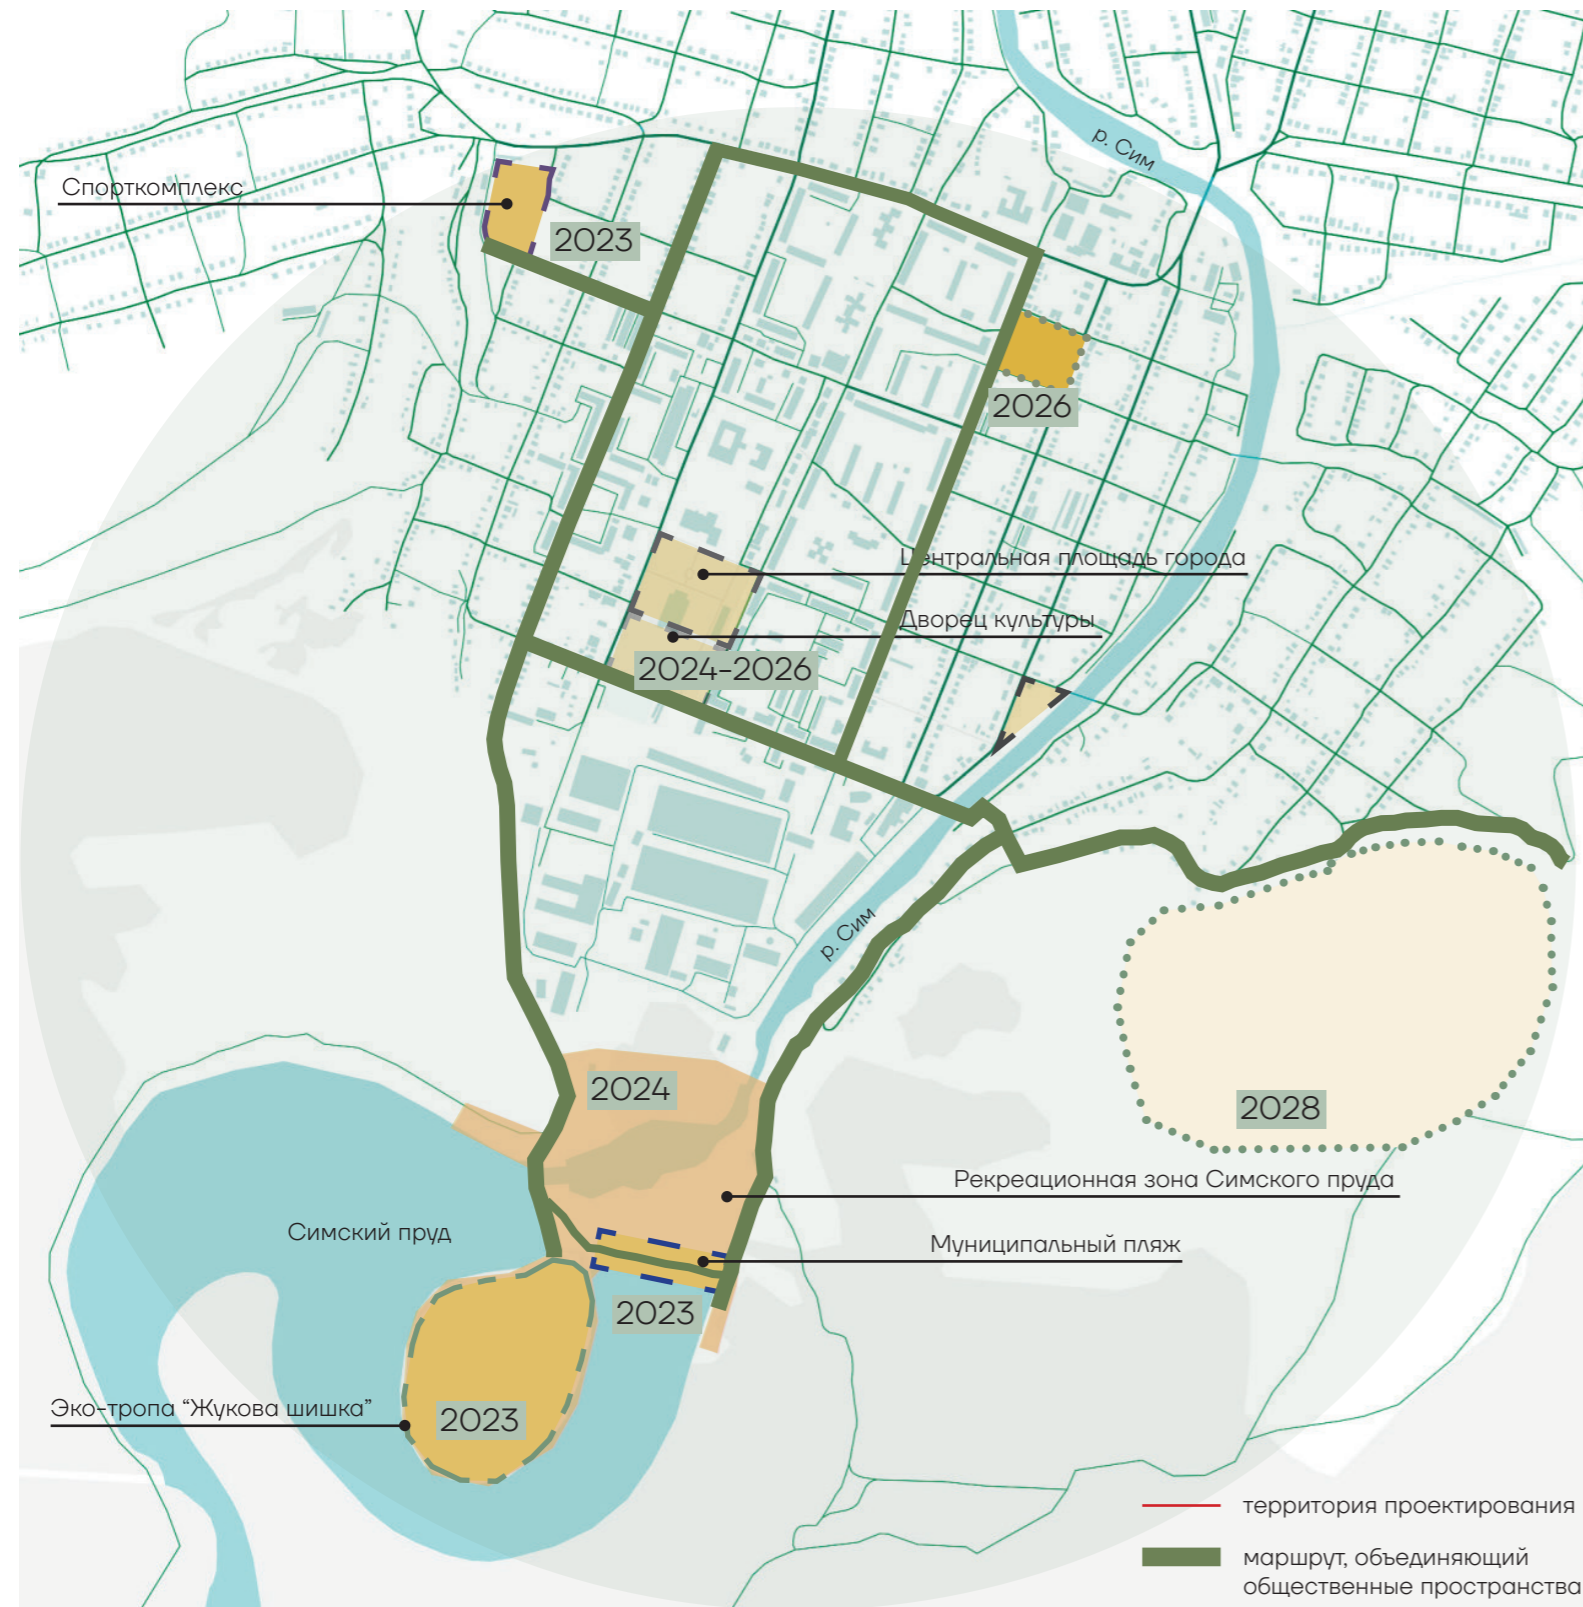 р. Сим
Спорткомплекс
2023
2026
Центральная площадь города
Дворец культуры
2024-2026
р. Сим
2024
2028
Рекреационная зона Симского пруда
Симский пруд
Муниципальный пляж
2023
Эко-тропа “Жукова шишка”
2023
территория проектирования
маршрут, объединяющий
общественные пространства